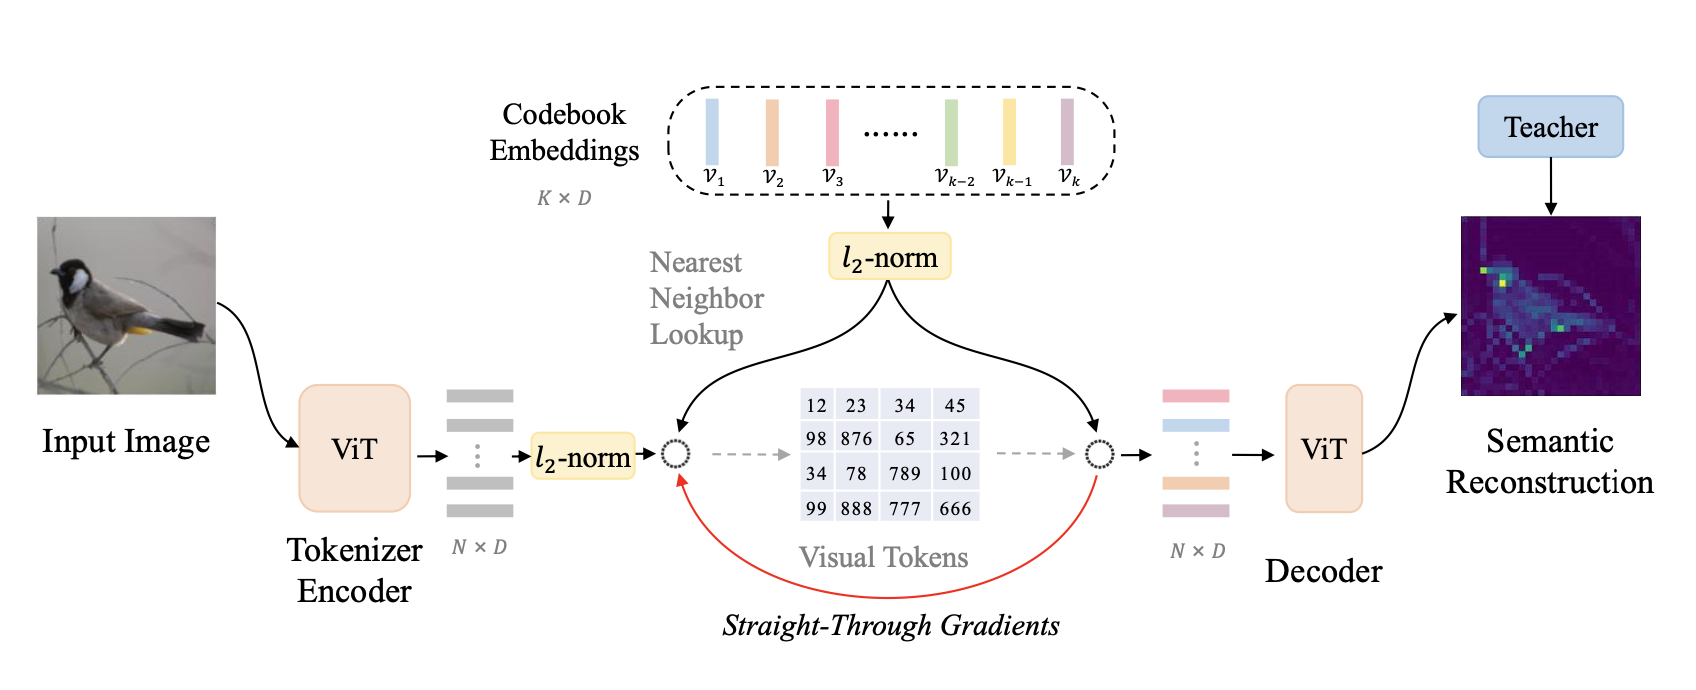 Codebook
Embeddings
K × D
v1 v2 v3 ...... vk−2 vk−1 vk
Teacher
l2-norm
Nearest
Neighbor
Lookup
Input Image
ViT
Tokenizer
Encoder
N × D
l2-norm
12 23 34 45
98 876 65 321
34 78 789 100
99 888 777 666
Visual Tokens
Straight-Through Gradients
N × D
ViT
Decoder
Semantic
Reconstruction